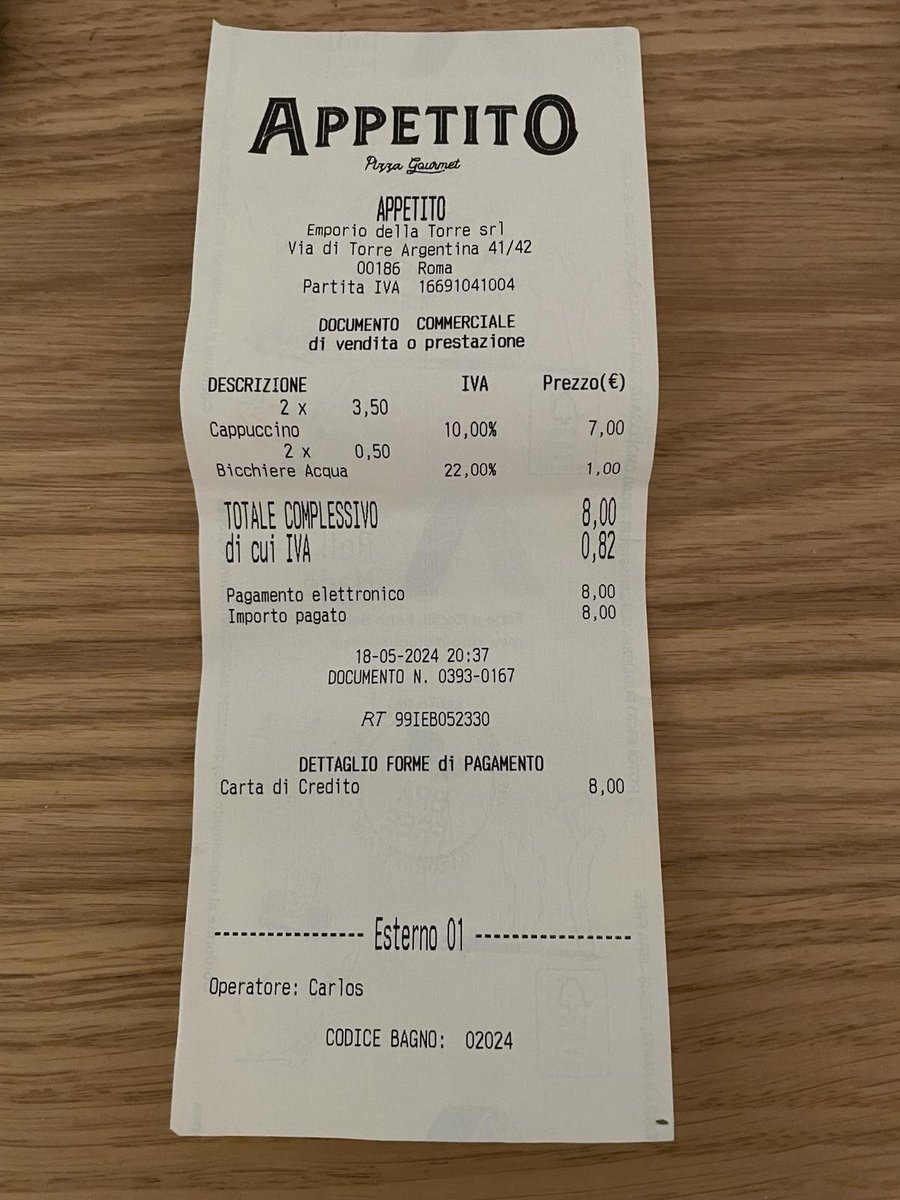 APPETITO
Pizza Gourmet
APPETITO
Emporio della Torre srl
Via di Torre Argentina 41/42
00186 Roma
Partita IVA 16691041004
DOCUMENTO COMMERCIALE
di vendita o prestazione
DESCRIZIONE IVA Prezzo(€)
2 x 3,50
Cappuccino 10,00% 7,00
2 x 0,50
Bicchiere Acqua 22,00% 1,00
TOTALE COMPLESSIVO 8,00
di cui IVA 0,82
Pagamento elettronico 8,00
Importo pagato 8,00
18-05-2024 20:37
DOCUMENTO N. 0393-0167
RT 99IEB052330
DETTAGLIO FORME di PAGAMENTO
Carta di Credito 8,00
---------------- Esterno 01 ----------------
Operatore: Carlos
CODICE BAGNO: 02024